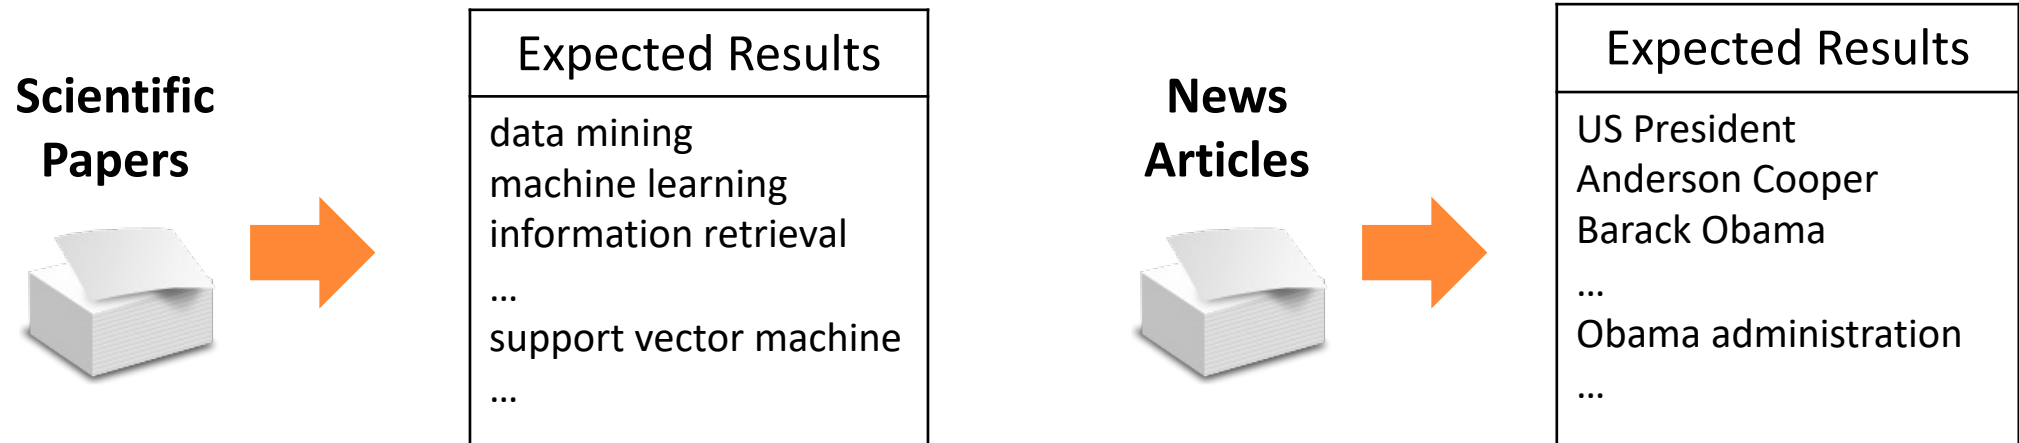 Scientific
Papers
Expected Results
data mining
machine learning
information retrieval
...
support vector machine
...
News
Articles
Expected Results
US President
Anderson Cooper
Barack Obama
...
Obama administration
...